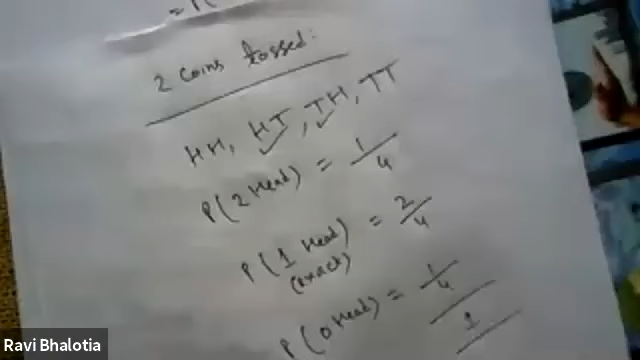 = P(
2 coins tossed:
HH, HT, TH, TT
P(2 Head) = 1/4
P(1 Head) = 2/4
(exact)
P(0 Head) = 1/4
1
Ravi Bhalotia